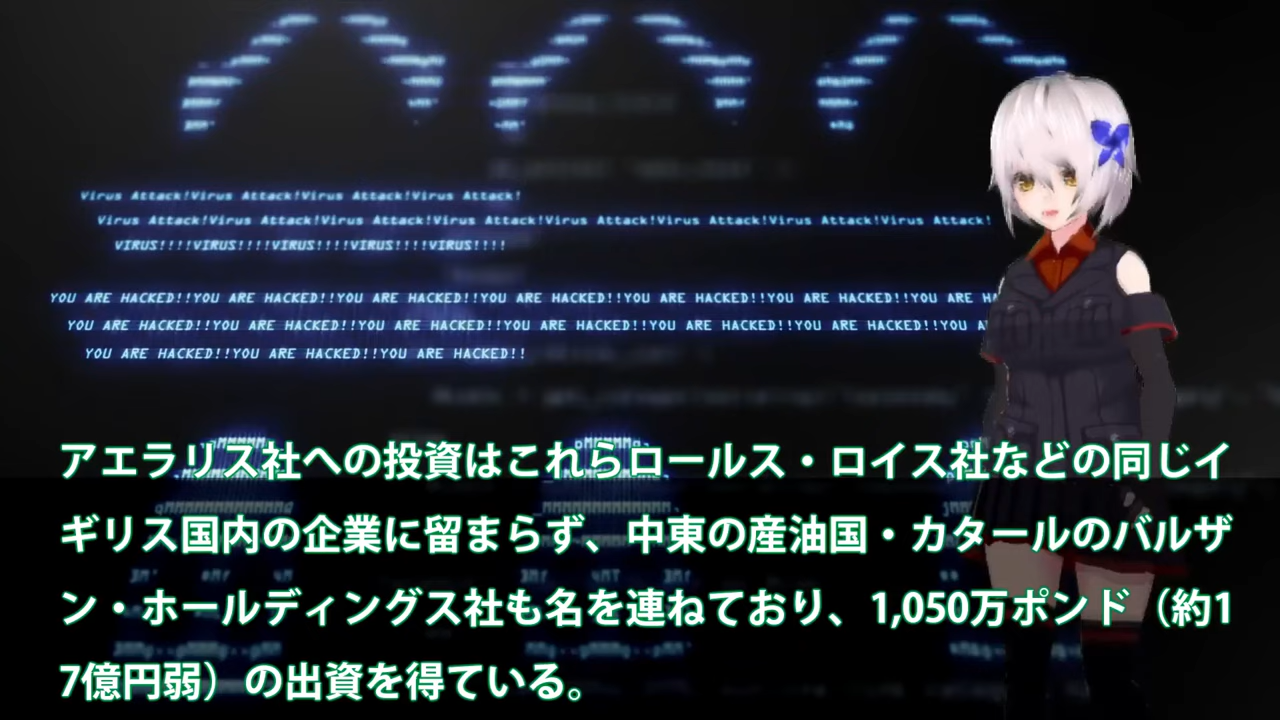 Virus Attack!Virus Attack!Virus Attack!Virus Attack!
Virus Attack!Virus Attack!Virus Attack!Virus Attack!Virus Attack!Virus Attack!Virus Attack!Virus Attack!
VIRUS!!!!VIRUS!!!!VIRUS!!!!VIRUS!!!!VIRUS!!!!
YOU ARE HACKED!!YOU ARE HACKED!!YOU ARE HACKED!!YOU ARE HACKED!!YOU ARE HACKED!!YOU ARE HACKED!!YOU ARE
YOU ARE HACKED!!YOU ARE HACKED!!YOU ARE HACKED!!YOU ARE HACKED!!YOU ARE HACKED!!YOU ARE HACKED!!YOU ARE
YOU ARE HACKED!!YOU ARE HACKED!!YOU ARE HACKED!!
アエラリス社への投資はこれらロールス・ロイス社などの同じイ
ギリス国内の企業に留まらず、中東の産油国・カタールのバルザ
ン・ホールディングス社も名を連ねており、1,050万ポンド（約1
7億円弱）の出資を得ている。